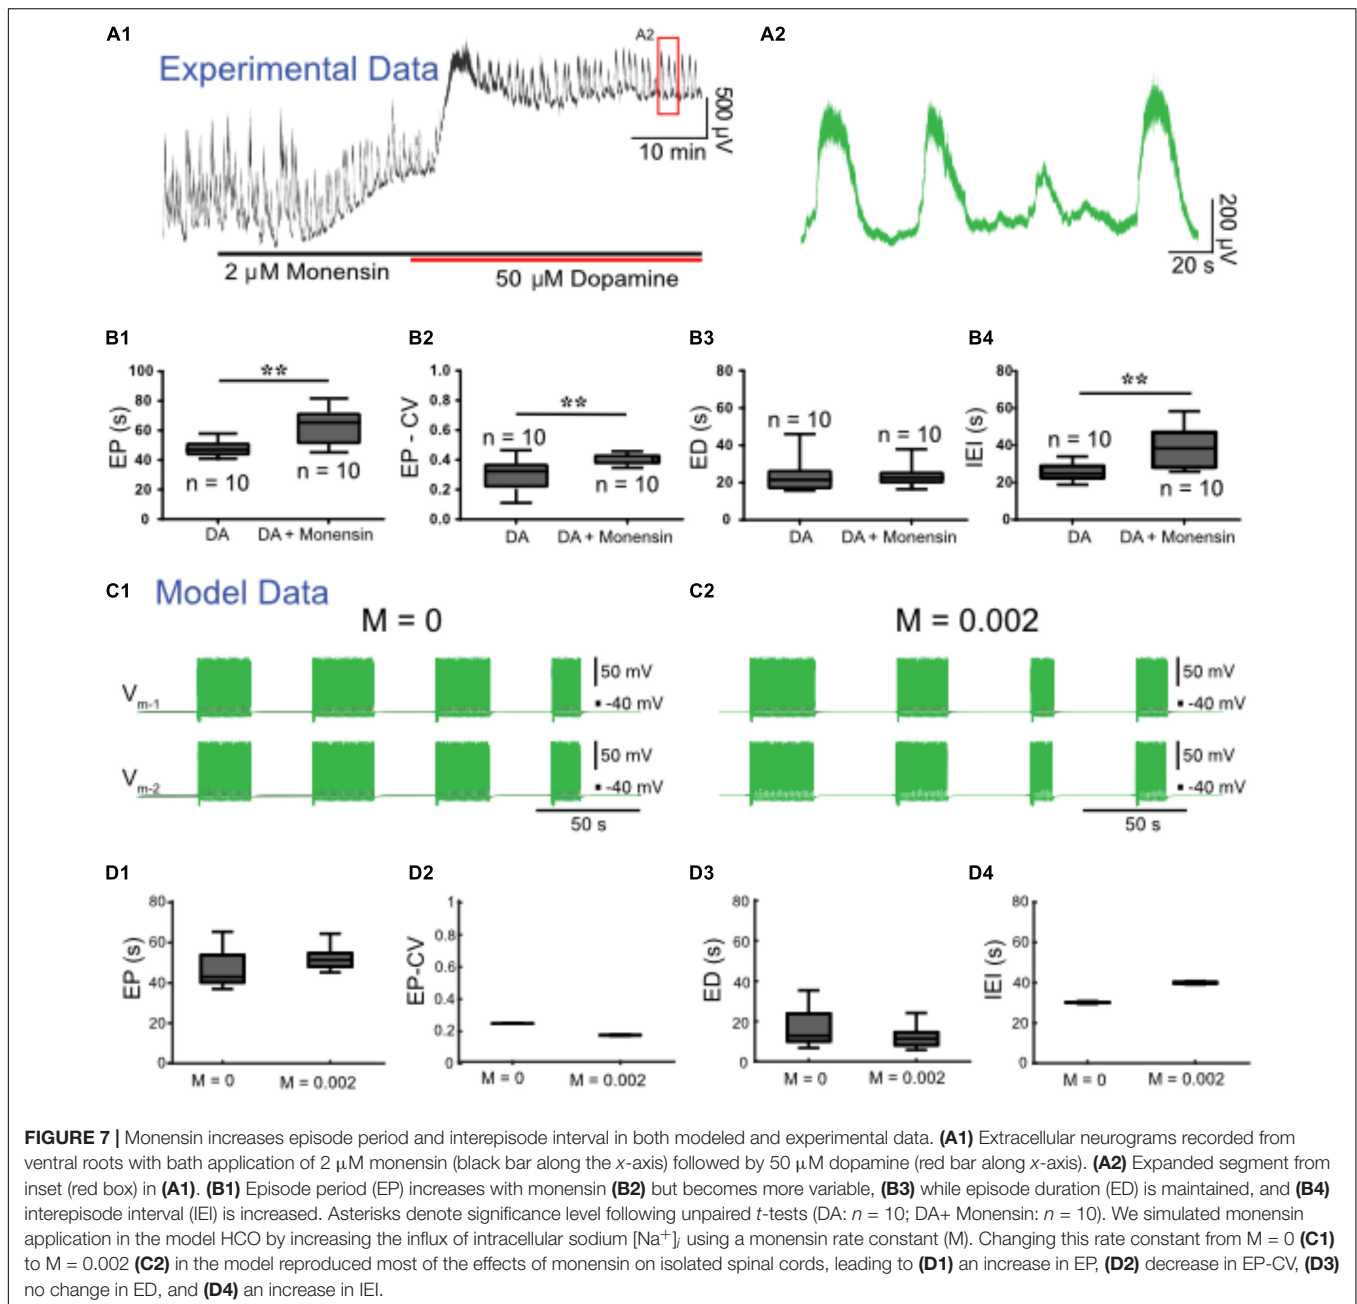 A1
Experimental Data
A2
500 µV
10 min
2 µM Monensin
50 µM Dopamine
A2
200 µV
20 s
B1
EP (s)
100
80
60
40
20
0
**
n = 10
n = 10
DA
DA + Monensin
B2
EP - CV
1.0
0.8
0.6
0.4
0.2
0.0
**
n = 10
n = 10
DA
DA + Monensin
B3
ED (s)
80
60
40
20
0
n = 10
n = 10
DA
DA + Monensin
B4
IEI (s)
80
60
40
20
0
**
n = 10
n = 10
DA
DA + Monensin
C1
Model Data
M = 0
Vm-1
50 mV
-40 mV
Vm-2
50 mV
-40 mV
50 s
C2
M = 0.002
50 mV
-40 mV
50 mV
-40 mV
50 s
D1
EP (s)
80
60
40
20
0
M = 0
M = 0.002
D2
EP-CV
1
0.8
0.6
0.4
0.2
0
M = 0
M = 0.002
D3
ED (s)
80
60
40
20
0
M = 0
M = 0.002
D4
IEI (s)
80
60
40
20
0
M = 0
M = 0.002
FIGURE 7 | Monensin increases episode period and interepisode interval in both modeled and experimental data. (A1) Extracellular neurograms recorded from
ventral roots with bath application of 2 μM monensin (black bar along the x-axis) followed by 50 μM dopamine (red bar along x-axis). (A2) Expanded segment from
inset (red box) in (A1). (B1) Episode period (EP) increases with monensin (B2) but becomes more variable, (B3) while episode duration (ED) is maintained, and (B4)
interepisode interval (IEI) is increased. Asterisks denote significance level following unpaired t-tests (DA: n = 10; DA+ Monensin: n = 10). We simulated monensin
application in the model HCO by increasing the influx of intracellular sodium [Na+]i using a monensin rate constant (M). Changing this rate constant from M = 0 (C1)
to M = 0.002 (C2) in the model reproduced most of the effects of monensin on isolated spinal cords, leading to (D1) an increase in EP, (D2) decrease in EP-CV, (D3)
no change in ED, and (D4) an increase in IEI.